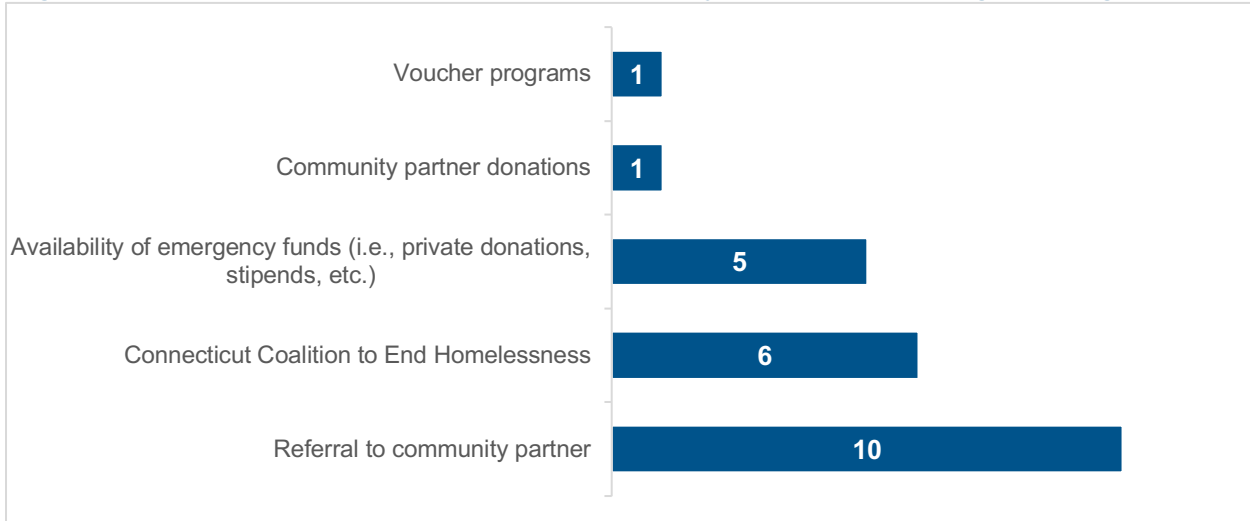 Voucher programs
1
Community partner donations
1
Availability of emergency funds (i.e., private donations,
stipends, etc.)
5
Connecticut Coalition to End Homelessness
6
Referral to community partner
10